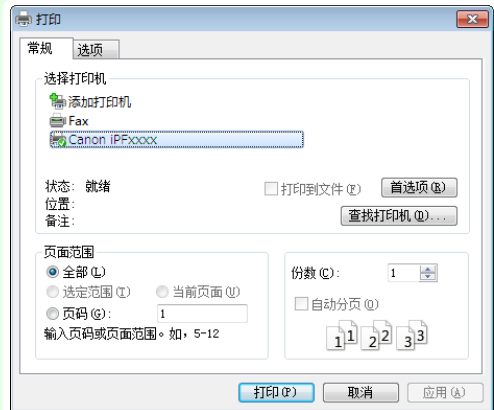 打印
常规 选项
选择打印机
添加打印机
Fax
Canon iPFxxxx
状态: 就绪
打印到文件(F) 首选项(R)
位置:
备注: 查找打印机(D)...
页面范围
全部(L)
选定范围(T) 当前页面(U)
页码(G): 1
输入页码或页面范围。如, 5-12
份数(C): 1
自动分页(O)
1 1 2 2 3 3
打印(P) 取消 应用(A)